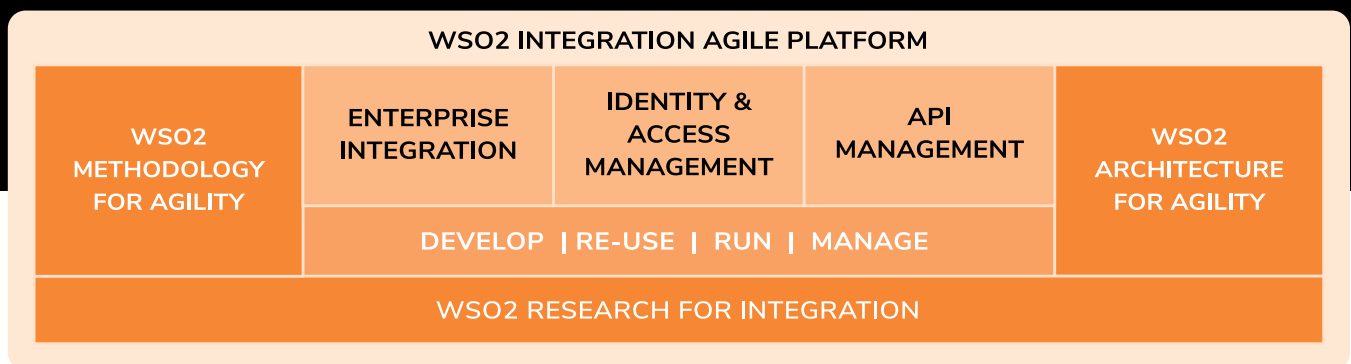 WSO2 INTEGRATION AGILE PLATFORM
WSO2
METHODOLOGY
FOR AGILITY
ENTERPRISE
INTEGRATION
IDENTITY &
ACCESS
MANAGEMENT
API
MANAGEMENT
WSO2
ARCHITECTURE
FOR AGILITY
DEVELOP | RE-USE | RUN | MANAGE
WSO2 RESEARCH FOR INTEGRATION